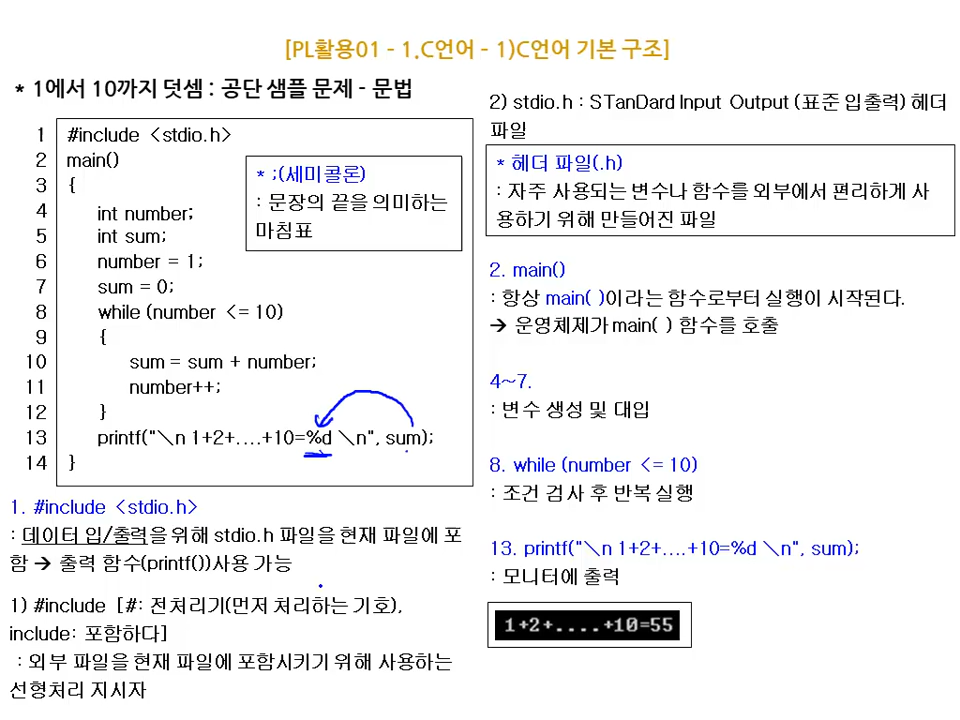 [PL활용01 - 1.C언어 - 1)C언어 기본 구조]
* 1에서 10까지 덧셈 : 공단 샘플 문제 - 문법
1 #include <stdio.h>
2 main()
3 {
4 int number;
5 int sum;
6 number = 1;
7 sum = 0;
8 while (number <= 10)
9 {
10 sum = sum + number;
11 number++;
12 }
13 printf("\n 1+2+....+10=%d \n", sum);
14 }
* ;(세미콜론)
: 문장의 끝을 의미하는
마침표
1. #include <stdio.h>
: 데이터 입/출력을 위해 stdio.h 파일을 현재 파일에 포
함 → 출력 함수(printf())사용 가능
1) #include [#: 전처리기(먼저 처리하는 기호),
include: 포함하다]
: 외부 파일을 현재 파일에 포함시키기 위해 사용하는
선형처리 지시자
2) stdio.h : STanDard Input Output (표준 입출력) 헤더
파일
* 헤더 파일(.h)
: 자주 사용되는 변수나 함수를 외부에서 편리하게 사
용하기 위해 만들어진 파일
2. main()
: 항상 main( )이라는 함수로부터 실행이 시작된다.
→ 운영체제가 main( ) 함수를 호출
4~7.
: 변수 생성 및 대입
8. while (number <= 10)
: 조건 검사 후 반복 실행
13. printf("\n 1+2+....+10=%d \n", sum);
: 모니터에 출력
1+2+....+10=55